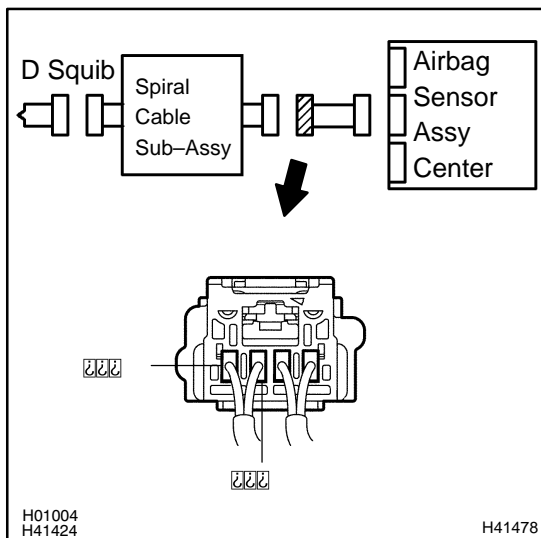 D Squib
Spiral
Cable
Sub–Assy
Airbag
Sensor
Assy
Center
H01004
H41424
H41478